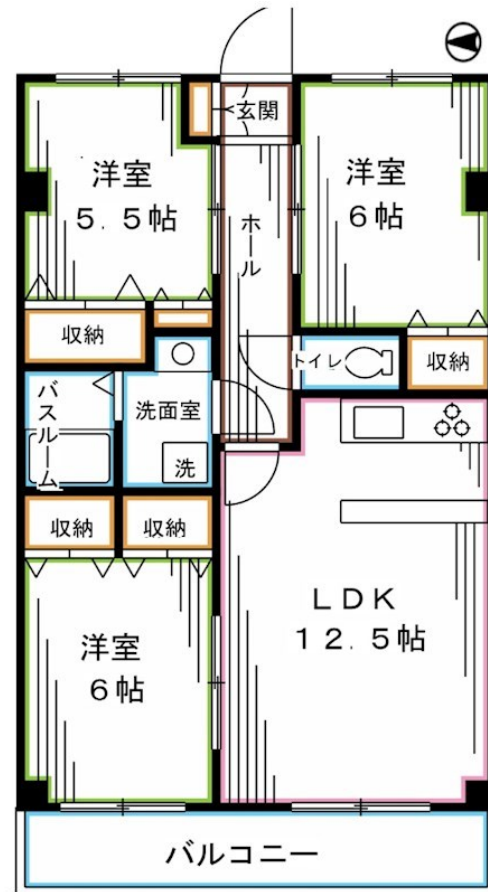 玄関
洋室
5.5帖
洋室
6帖
ホール
収納
トイレ
収納
バスルーム
洗面室
洗
収納
収納
LDK
12.5帖
洋室
6帖
バルコニー